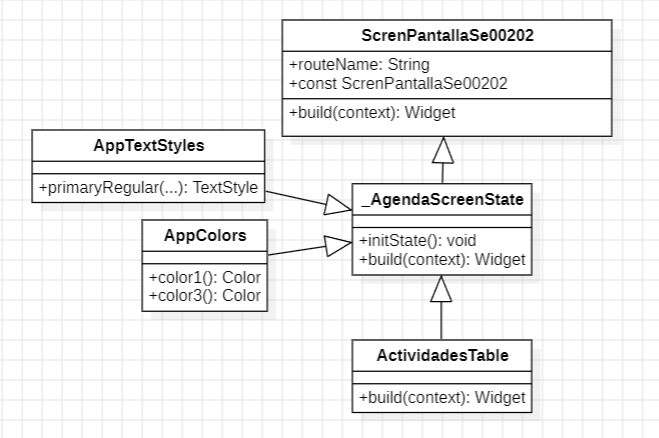 ScrenPantallaSe00202
+routeName: String
+const ScrenPantallaSe00202
+build(context): Widget
AppTextStyles
+primaryRegular(...): TextStyle
_AgendaScreenState
+initState(): void
+build(context): Widget
AppColors
+color1(): Color
+color3(): Color
ActividadesTable
+build(context): Widget